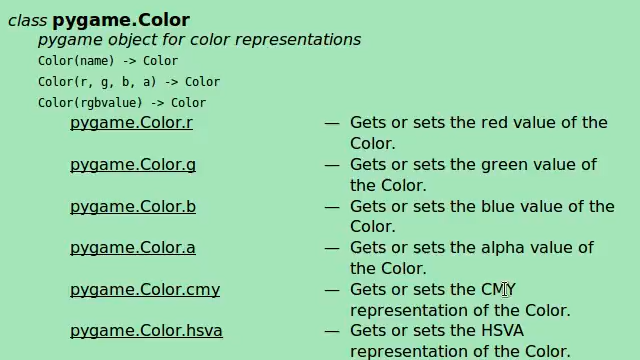 class pygame.Color
pygame object for color representations
Color(name) -> Color
Color(r, g, b, a) -> Color
Color(rgbvalue) -> Color
pygame.Color.r — Gets or sets the red value of the
Color.
pygame.Color.g — Gets or sets the green value of
the Color.
pygame.Color.b — Gets or sets the blue value of the
Color.
pygame.Color.a — Gets or sets the alpha value of
the Color.
pygame.Color.cmy — Gets or sets the CMY
representation of the Color.
pygame.Color.hsva — Gets or sets the HSVA
representation of the Color.